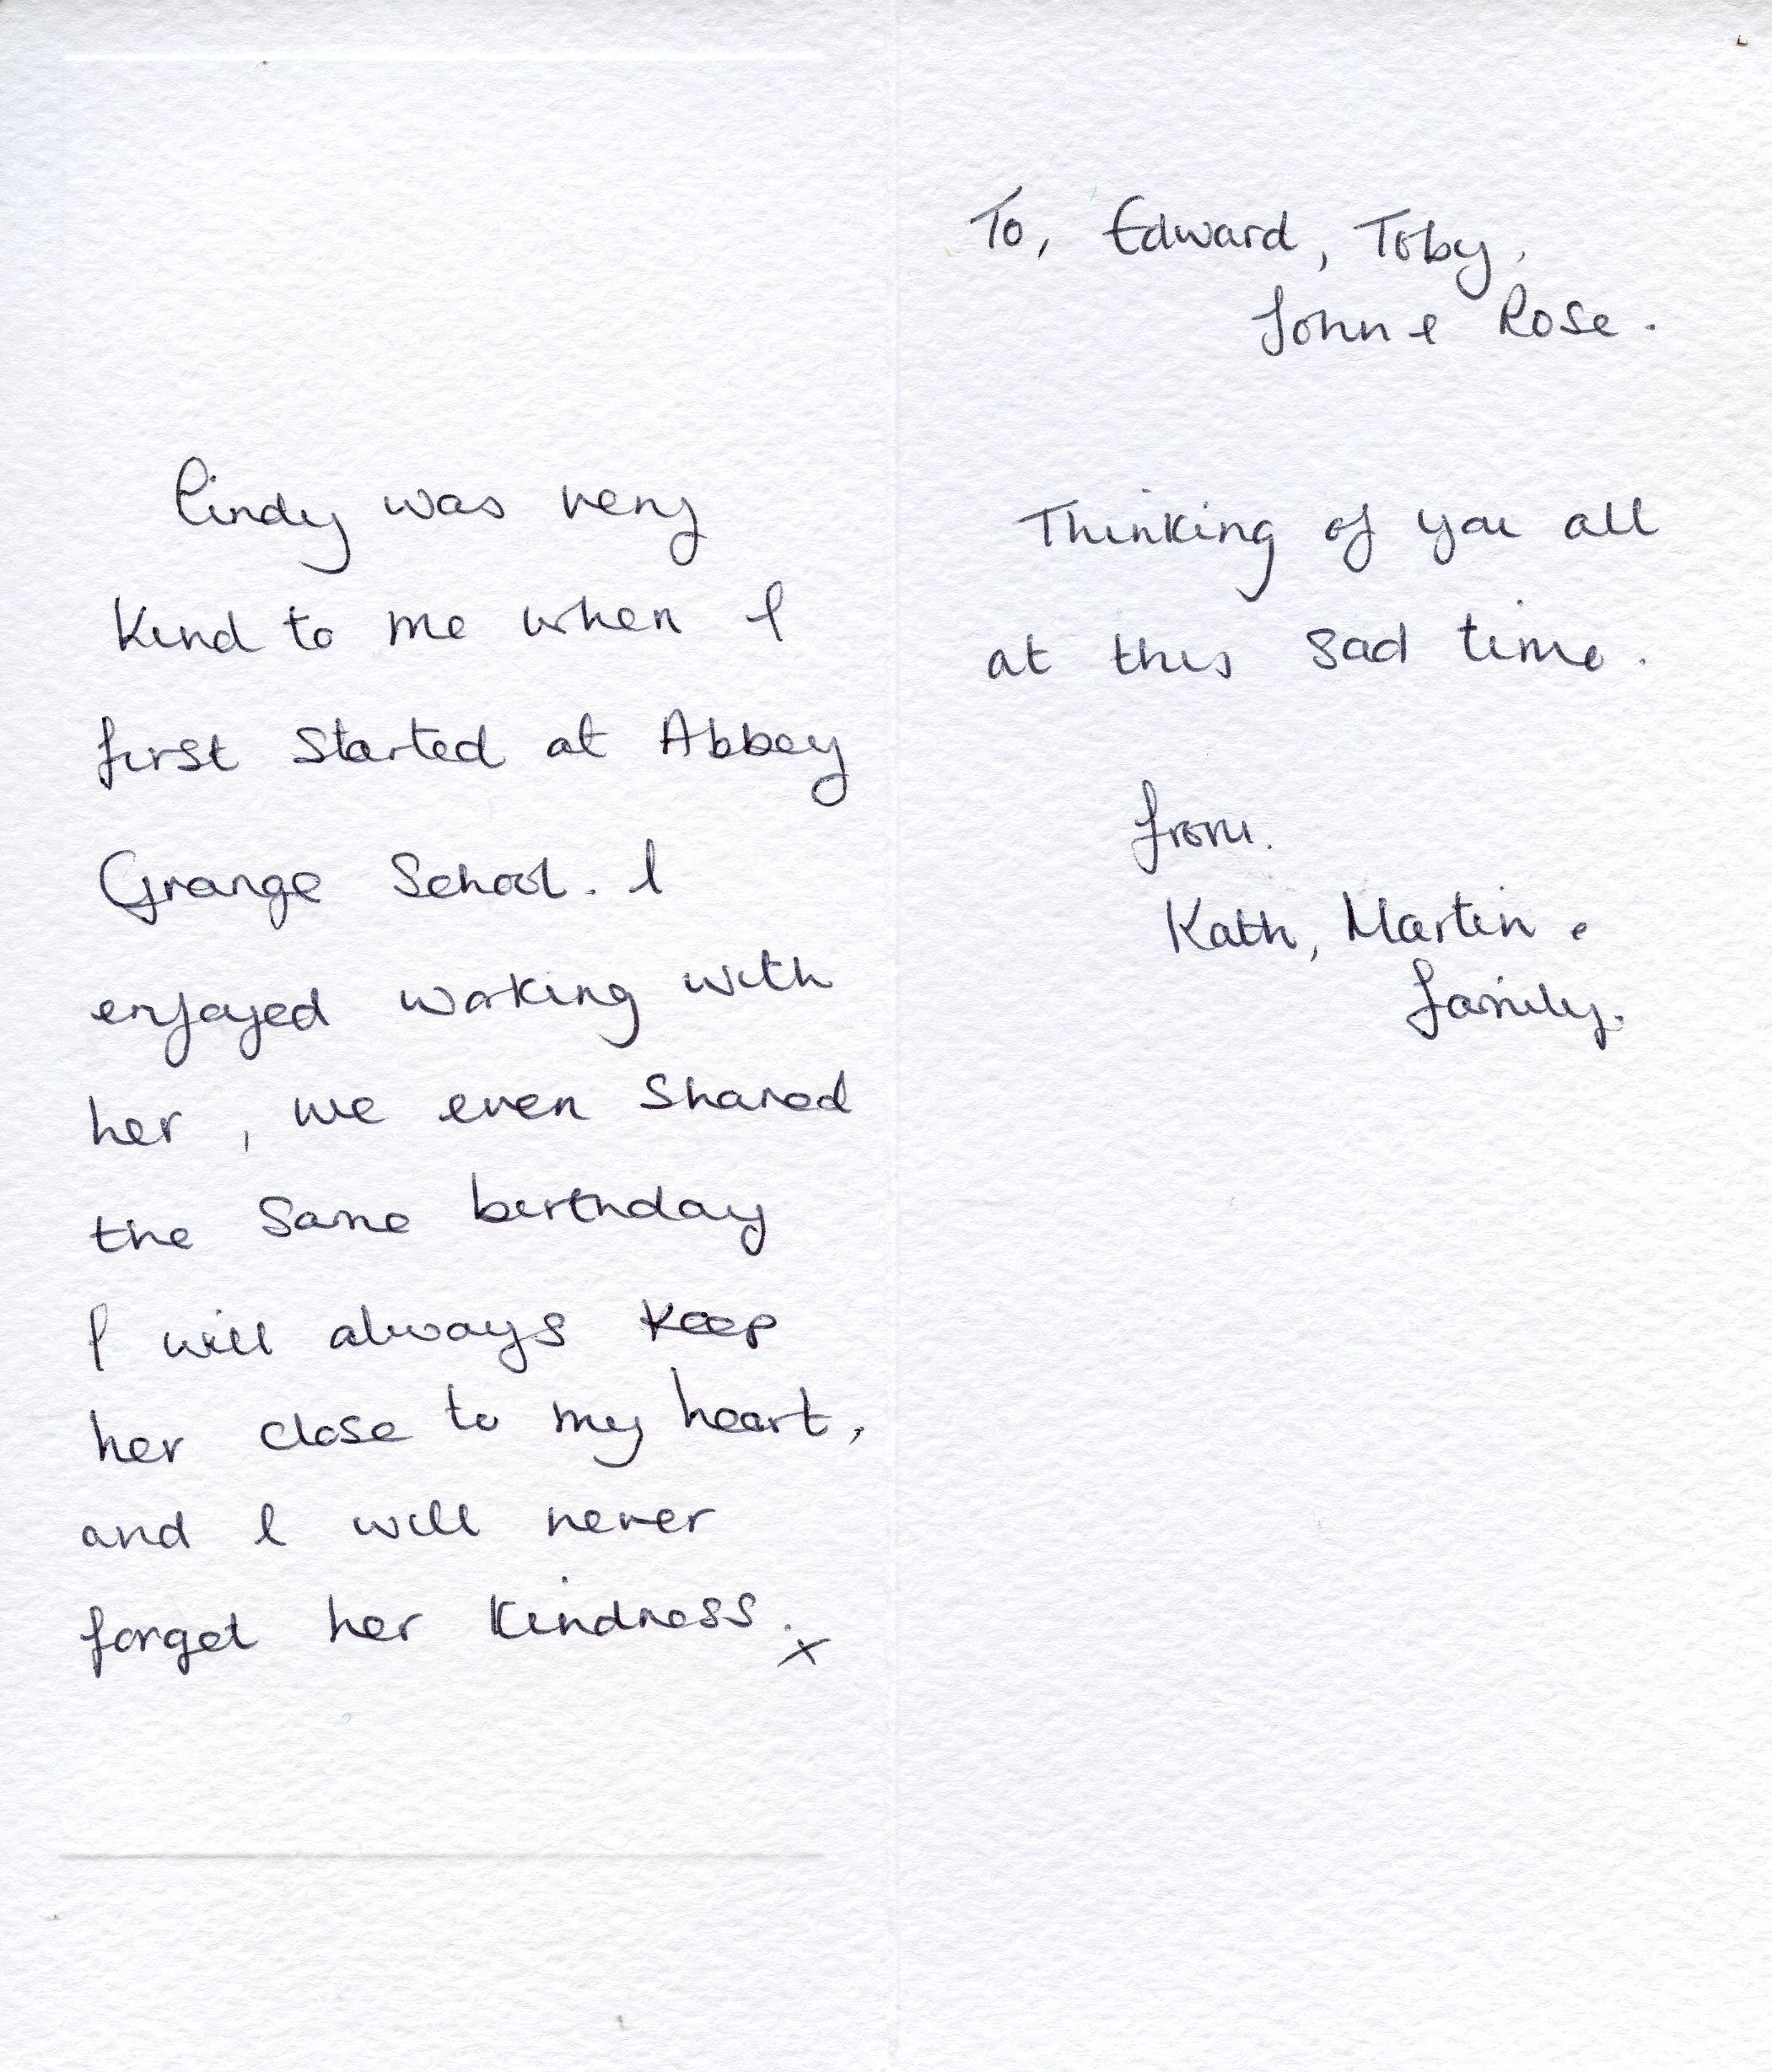 Cindy was very
Kind to me when I
first Started at Abbey
Grange School. I
enjoyed working with
her, we even Shared
the Same birthday
I will always Keep
her close to my heart,
and I will never
forget her Kindness. x
To, Edward, Toby,
John & Rose.
Thinking of you all
at this Sad time.
from.
Kath, Martin &
family.